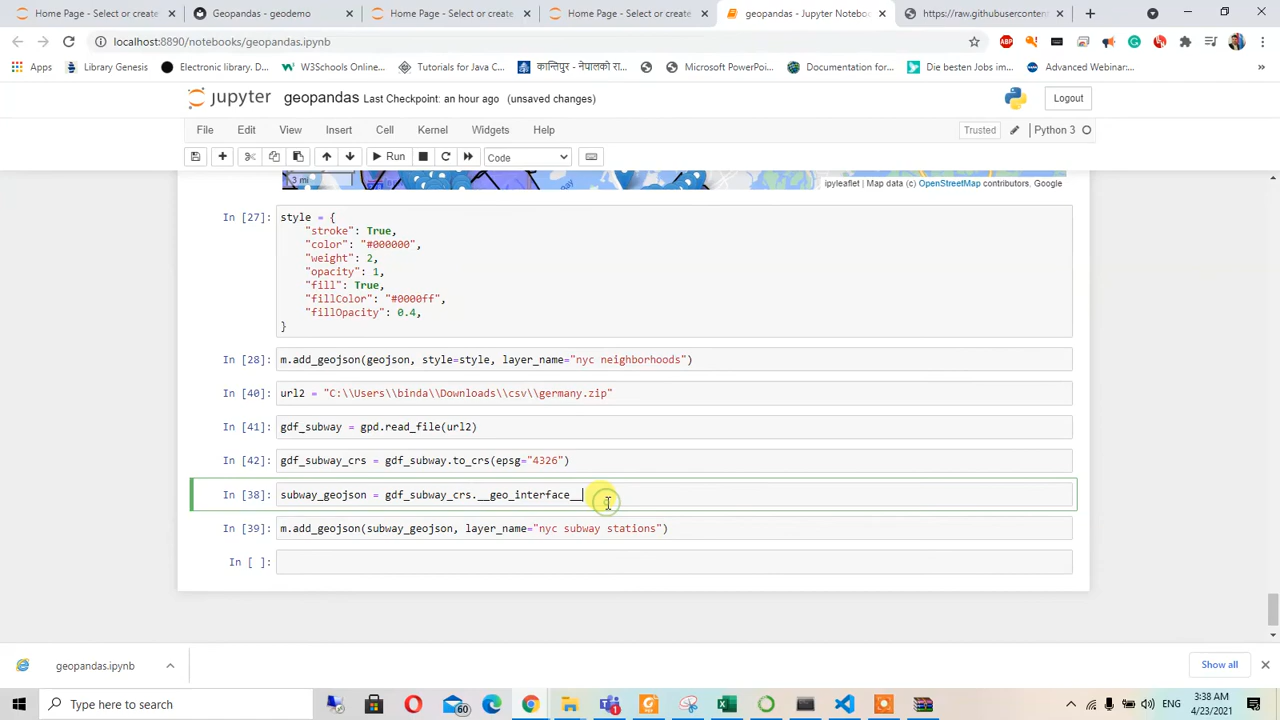 Home Page - Select or create
Geopandas - geodemo
Home Page - Select or create
Home Page - Select or create
geopandas - Jupyter Noteboo
https://raw.githubusercontent
localhost:8890/notebooks/geopandas.ipynb
Apps
Library Genesis
Electronic library. D...
W3Schools Online...
Tutorials for Java C...
कान्तिपुर - नेपालको रा...
Microsoft PowerPo...
Documentation for...
Die besten Jobs im...
Advanced Webinar:...
jupyter geopandas Last Checkpoint: an hour ago (unsaved changes)
Logout
File Edit View Insert Cell Kernel Widgets Help
Trusted
Python 3
Run
Code
3 mi
ipyleaflet | Map data (c) OpenStreetMap contributors, Google
In [27]: style = {
"stroke": True,
"color": "#000000",
"weight": 2,
"opacity": 1,
"fill": True,
"fillColor": "#0000ff",
"fillOpacity": 0.4,
}
In [28]: m.add_geojson(geojson, style=style, layer_name="nyc neighborhoods")
In [40]: url2 = "C:\\Users\\binda\\Downloads\\csv\\germany.zip"
In [41]: gdf_subway = gpd.read_file(url2)
In [42]: gdf_subway_crs = gdf_subway.to_crs(epsg="4326")
In [38]: subway_geojson = gdf_subway_crs.__geo_interface__
In [39]: m.add_geojson(subway_geojson, layer_name="nyc subway stations")
In [ ]:
geopandas.ipynb
Show all
Type here to search
60
ENG
3:38 AM
4/23/2021